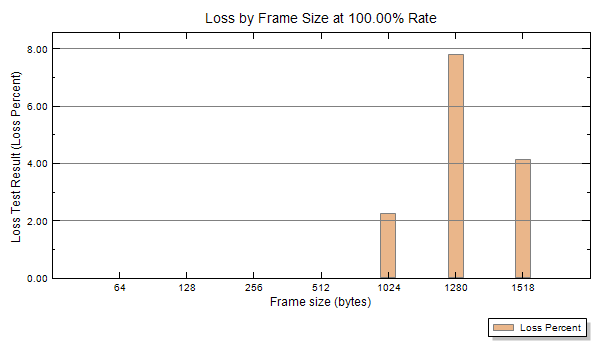 Loss by Frame Size at 100.00% Rate
Loss Test Result (Loss Percent)
8.00
6.00
4.00
2.00
0.00
64 128 256 512 1024 1280 1518
Frame size (bytes)
Loss Percent